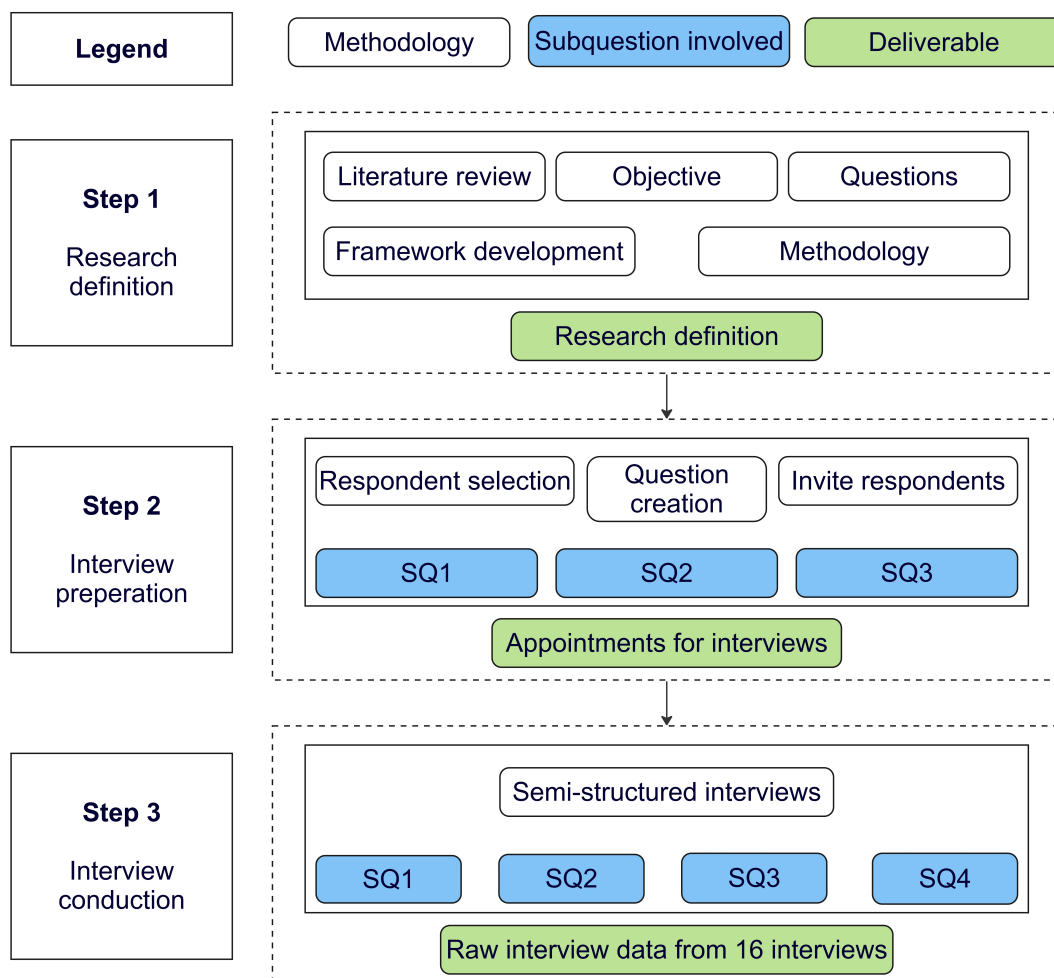 Legend
Methodology
Subquestion involved
Deliverable
Step 1
Research
definition
Literature review
Objective
Questions
Framework development
Methodology
Research definition
Step 2
Interview
preperation
Respondent selection
Question
creation
Invite respondents
SQ1
SQ2
SQ3
Appointments for interviews
Step 3
Interview
conduction
Semi-structured interviews
SQ1
SQ2
SQ3
SQ4
Raw interview data from 16 interviews